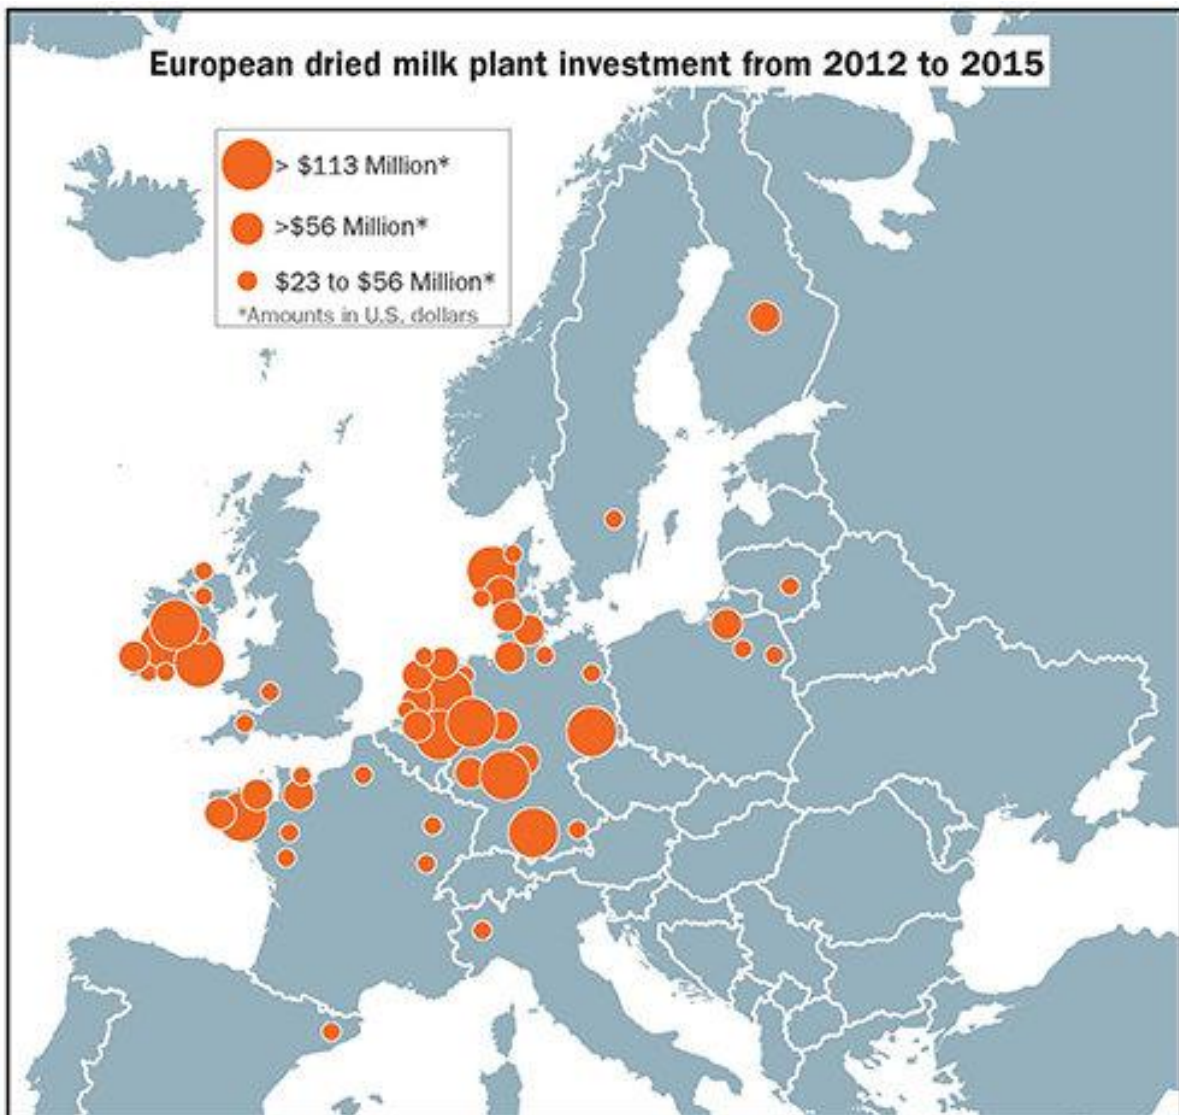 European dried milk plant investment from 2012 to 2015
> $113 Million*
>$56 Million*
$23 to $56 Million*
*Amounts in U.S. dollars